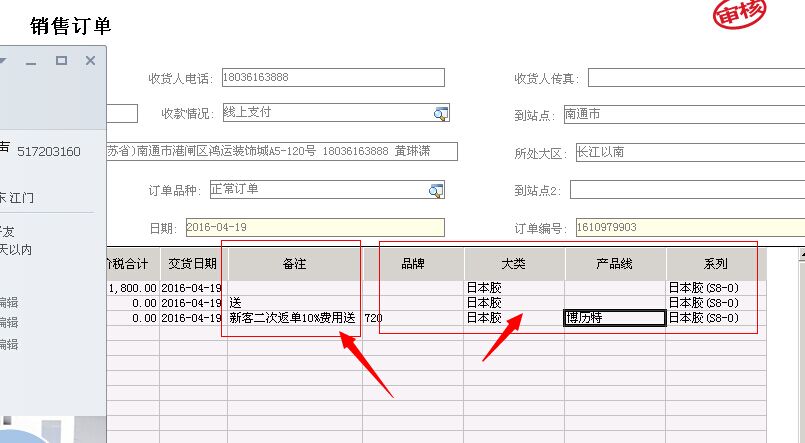 销售订单
审核
收货人电话: 18036163888
收货人传真:
收款情况: 线上支付
到站点: 南通市
声 517203160
苏省)南通市港闸区鸿运装饰城A5-120号 18036163888 黄琳潇
所处大区: 长江以南
东 江门
订单品种: 正常订单
到站点2:
好友
日期: 2016-04-19
订单编号: 1610979903
天以内
价税合计 交货日期 备注 品牌 大类 产品线 系列
1,800.00 2016-04-19 日本胶 日本胶(S8-0)
编辑 0.00 2016-04-19 送 日本胶 日本胶(S8-0)
编辑 0.00 2016-04-19 新客二次返单10%费用送 720 日本胶 博历特 日本胶(S8-0)
编辑